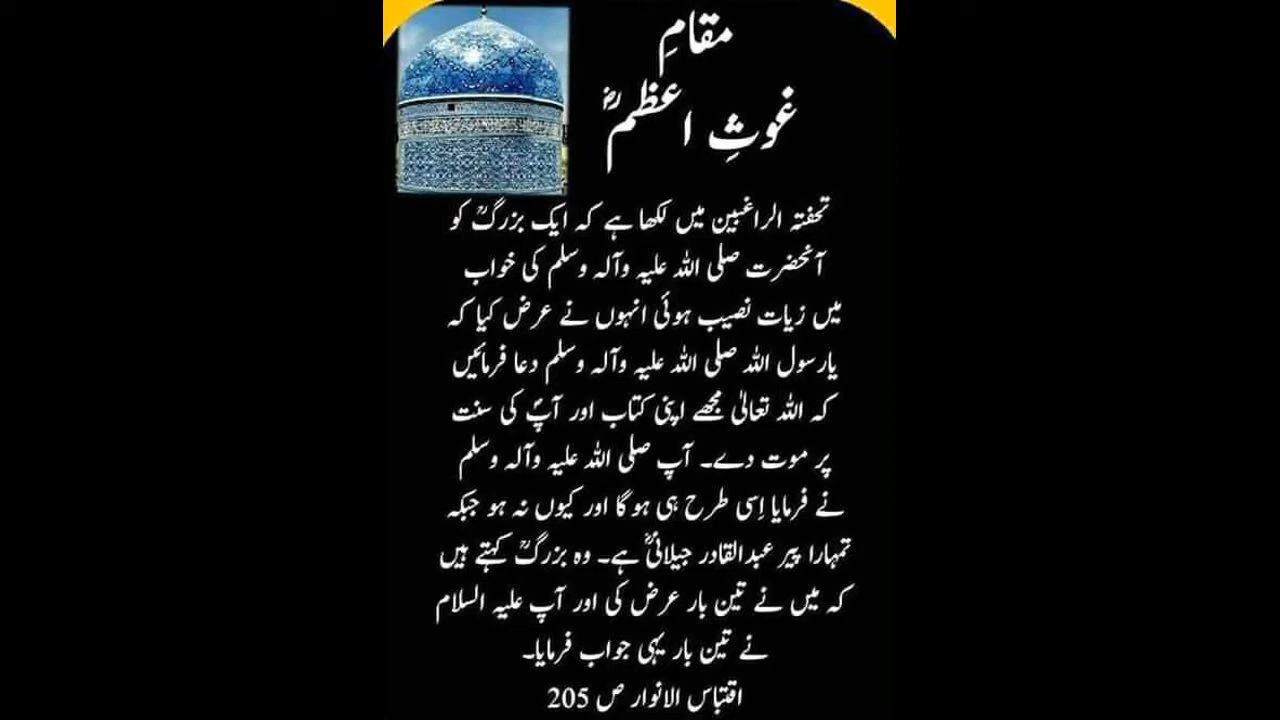 مقامِ
غوثِ اعظمؓ
تحفتہ الراغبین میں لکھا ہے کہ ایک بزرگؒ کو
آنحضرت صلی اللہ علیہ وآلہ وسلم کی خواب
میں زیات نصیب ہوئی انہوں نے عرض کیا کہ
یارسول اللہ صلی اللہ علیہ وآلہ وسلم دعا فرمائیں
کہ اللہ تعالیٰ مجھے اپنی کتاب اور آپؐ کی سنت
پر موت دے۔ آپ صلی اللہ علیہ وآلہ وسلم
نے فرمایا اِسی طرح ہی ہو گا اور کیوں نہ ہو جبکہ
تمہارا پیر عبدالقادر جیلانیؓ ہے۔ وہ بزرگؒ کہتے ہیں
کہ میں نے تین بار عرض کی اور آپ علیہ السلام
نے تین بار یہی جواب فرمایا۔
اقتباس الانوار ص 205